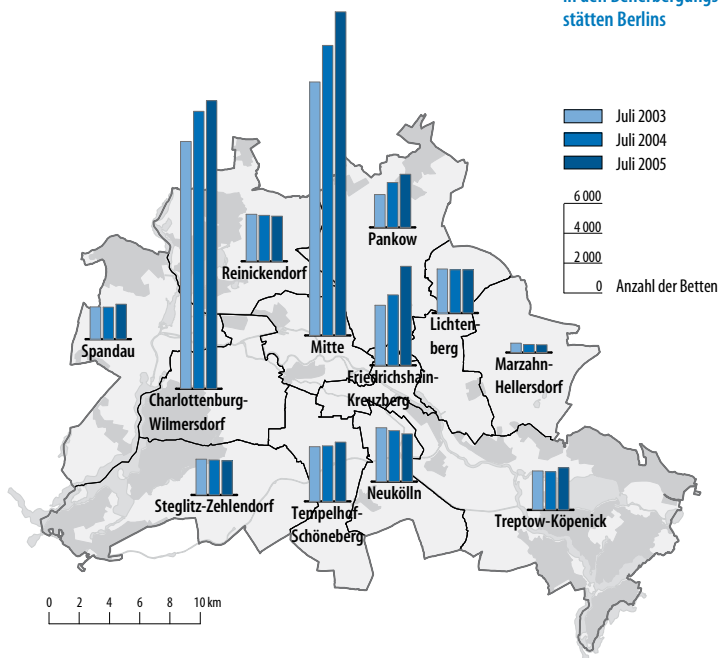 stätten Berlins
Juli 2003
Juli 2004
Juli 2005
6 000
4 000
2 000
0 Anzahl der Betten
Pankow
Reinickendorf
Lichten-
berg
Mitte
Spandau
Marzahn-
Hellersdorf
Friedrichshain-
Kreuzberg
Charlottenburg-
Wilmersdorf
Neukölln
Steglitz-Zehlendorf
Tempelhof-
Schöneberg
Treptow-Köpenick
0 2 4 6 8 10 km